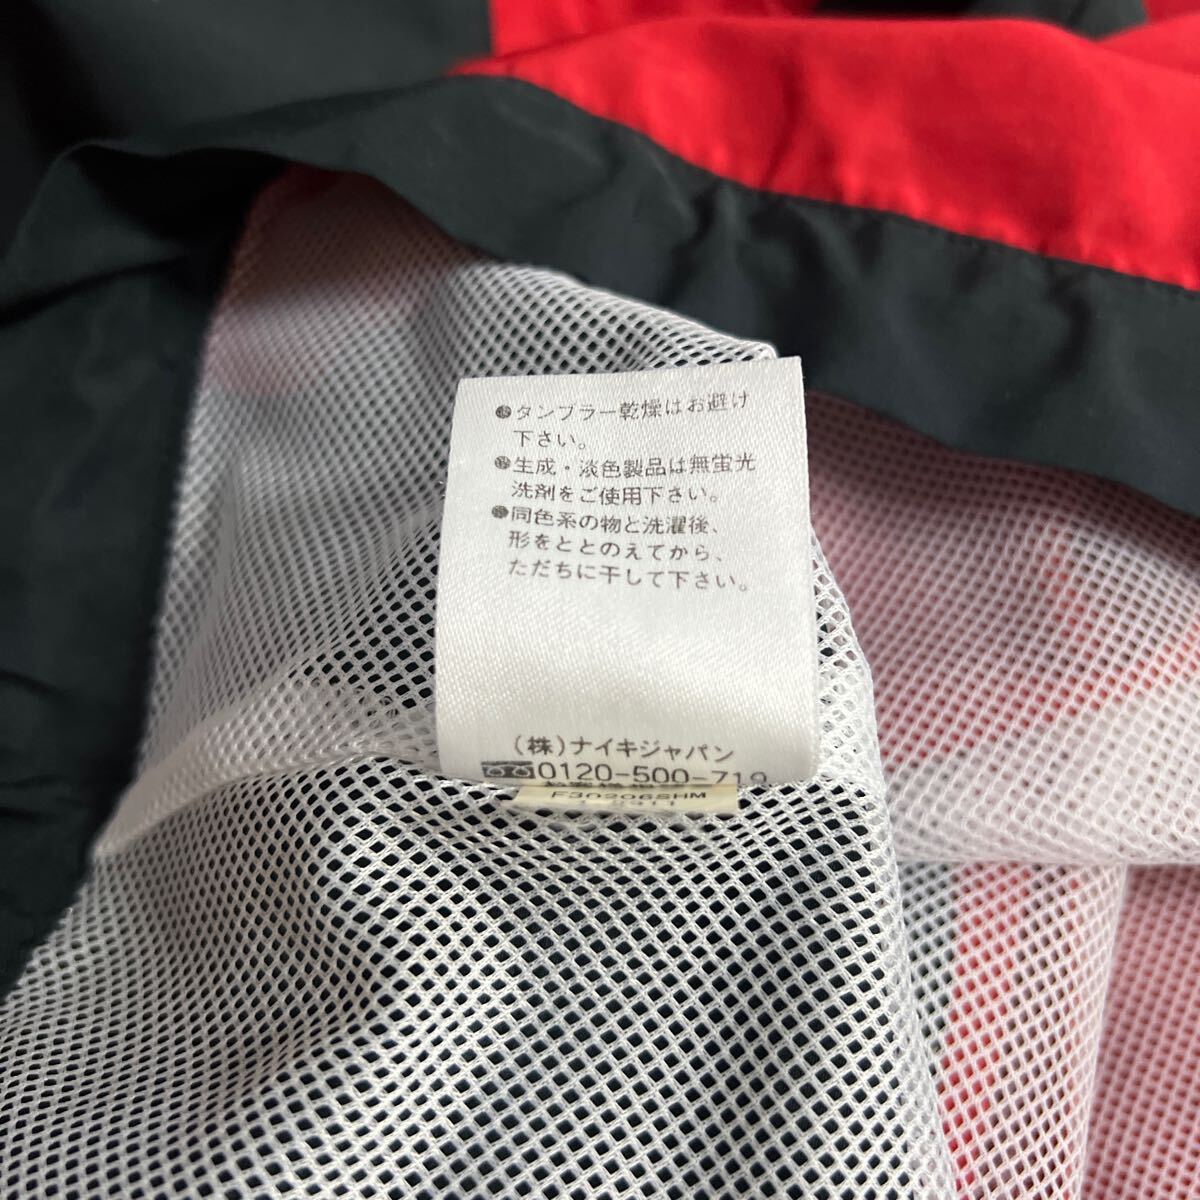 ●タンブラー乾燥はお避け
下さい。
●生成・淡色製品は無蛍光
洗剤をご使用下さい。
●同色系の物と洗濯後、
形をととのえてから、
ただちに干して下さい。
(株)ナイキジャパン
0120-500-719
F30206SHM